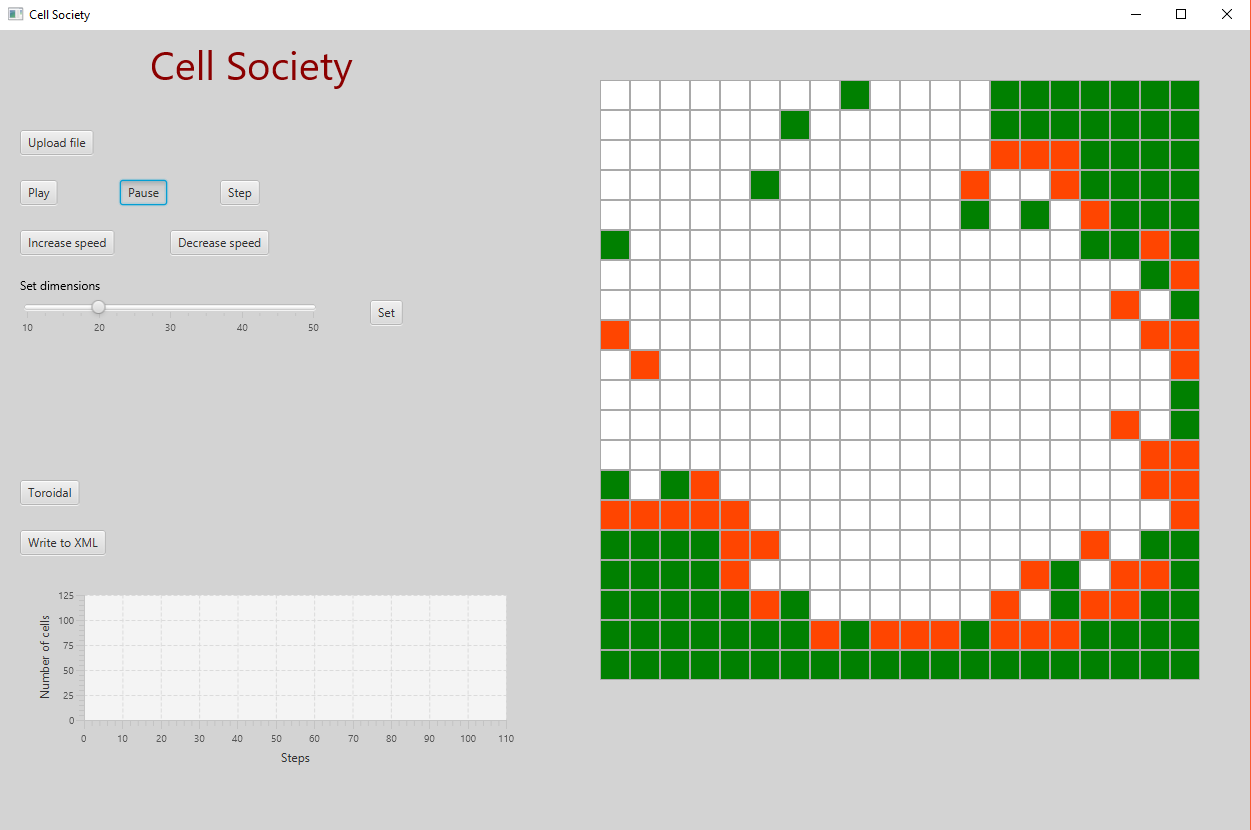 Cell Society
Cell Society
Upload file
Play Pause Step
Increase speed Decrease speed
Set dimensions
Set
10 20 30 40 50
Toroidal
Write to XML
125
100
75
50
25
0
Number of cells
0 10 20 30 40 50 60 70 80 90 100 110
Steps